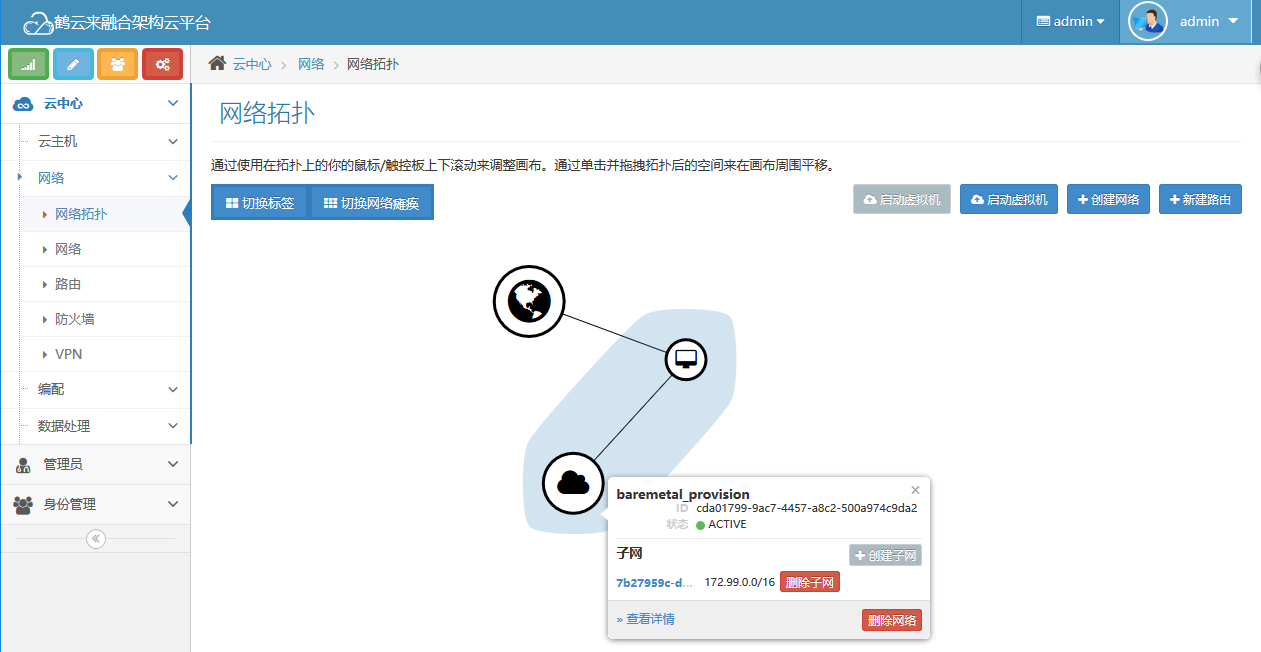 鹤云来融合架构云平台
admin
admin
云中心 > 网络 > 网络拓扑
云中心
云主机
网络
网络拓扑
网络
路由
防火墙
VPN
编配
数据处理
管理员
身份管理
网络拓扑
通过使用在拓扑上的你的鼠标/触控板上下滚动来调整画布。通过单击并拖拽拓扑后的空间来在画布周围平移。
切换标签 切换网络瘫痪
启动虚拟机 启动虚拟机 创建网络 新建路由
baremetal_provision
ID cda01799-9ac7-4457-a8c2-500a974c9da2
状态 ACTIVE
子网 创建子网
7b27959c-d... 172.99.0.0/16 删除子网
» 查看详情 删除网络